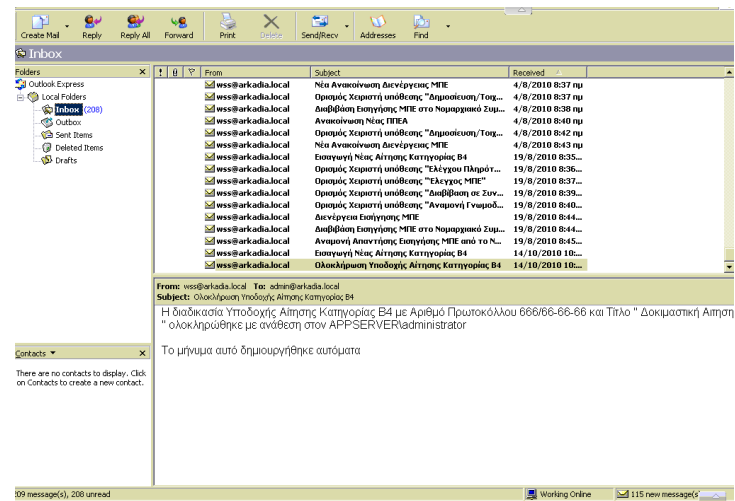 Create Mail Reply Reply All Forward Print Delete Send/Recv Addresses Find
Inbox
Folders
Outlook Express
Local Folders
Inbox (208)
Outbox
Sent Items
Deleted Items
Drafts
! From Subject Received
wss@arkadia.local Νέα Ανακοίνωση Διενέργειας ΜΠΕ 4/8/2010 8:37 πμ
wss@arkadia.local Ορισμός Χειριστή υπόθεσης "Δημοσίευση/Τοιχ... 4/8/2010 8:37 πμ
wss@arkadia.local Διαβιβάση Εισηγήσης ΜΠΕ στο Νομαρχιακό Συμ... 4/8/2010 8:38 πμ
wss@arkadia.local Ανακοίνωση Νέας ΠΠΕΑ 4/8/2010 8:40 πμ
wss@arkadia.local Ορισμός Χειριστή υπόθεσης "Δημοσίευση/Τοιχ... 4/8/2010 8:42 πμ
wss@arkadia.local Νέα Ανακοίνωση Διενέργειας ΜΠΕ 4/8/2010 8:43 πμ
wss@arkadia.local Εισαγωγή Νέας Αίτησης Κατηγορίας Β4 19/8/2010 8:35...
wss@arkadia.local Ορισμός Χειριστή υπόθεσης "Ελέγχου Πληρότ... 19/8/2010 8:36...
wss@arkadia.local Ορισμός Χειριστή υπόθεσης "Έλεγχος ΜΠΕ" 19/8/2010 8:37...
wss@arkadia.local Ορισμός Χειριστή υπόθεσης "Διαβίβαση σε Συν... 19/8/2010 8:39...
wss@arkadia.local Ορισμός Χειριστή υπόθεσης "Αναμονή Γνωμοδ... 19/8/2010 8:40...
wss@arkadia.local Διενέργεια Εισήγησης ΜΠΕ 19/8/2010 8:44...
wss@arkadia.local Διαβιβάση Εισηγήσης ΜΠΕ στο Νομαρχιακό Συμ... 19/8/2010 8:44...
wss@arkadia.local Αναμονή Απαντήσης Εισηγήσης ΜΠΕ από το Ν... 19/8/2010 8:45...
wss@arkadia.local Εισαγωγή Νέας Αίτησης Κατηγορίας Β4 14/10/2010 10:...
wss@arkadia.local Ολοκλήρωση Υποδοχής Αίτησης Κατηγορίας Β4 14/10/2010 10:...
From: wss@arkadia.local To: admin@arkadia.local
Subject: Ολοκλήρωση Υποδοχής Αίτησης Κατηγορίας Β4
Η διαδικασία Υποδοχής Αίτησης Κατηγορίας Β4 με Αριθμό Πρωτοκόλλου 666/66-66-66 και Τίτλο " Δοκιμαστική Αιτηση
" ολοκληρώθηκε με ανάθεση στον APPSERVER\administrator
Το μήνυμα αυτό δημιουργήθηκε αυτόματα
Contacts
There are no contacts to display. Click
on Contacts to create a new contact.
209 message(s), 208 unread Working Online 115 new message(s)